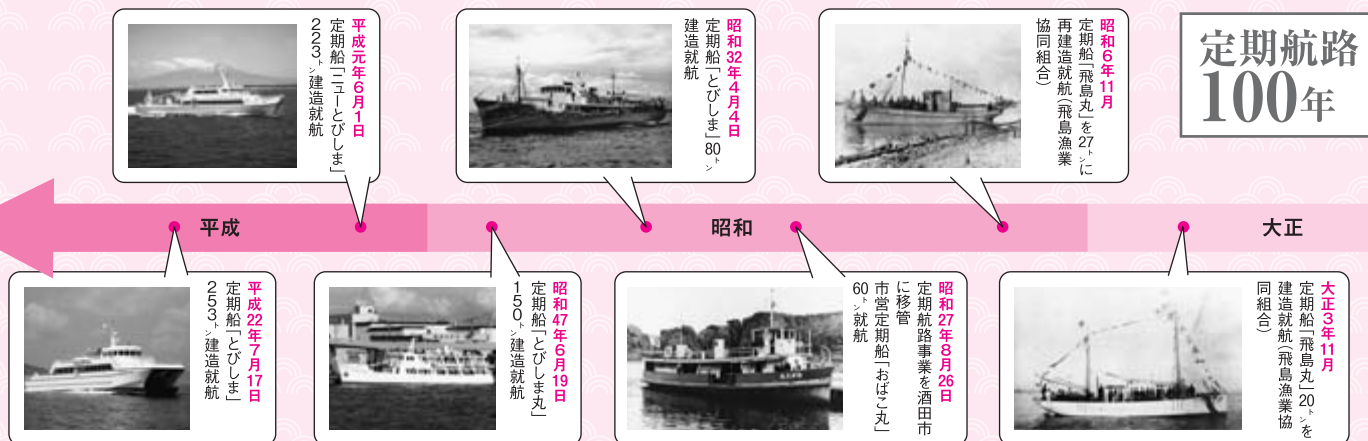 定期航路
100年
大正
昭和
平成
大正3年11月
定期船「飛島丸」20トンを
建造就航(飛島漁業協
同組合)
昭和6年11月
定期船「飛島丸」を27トンに
再建造就航(飛島漁業
協同組合)
昭和27年8月26日
定期航路事業を酒田市
に移管
市営定期船「おばこ丸」
60トン就航
昭和32年4月4日
定期船「とびしま」80トン
建造就航
昭和47年6月19日
定期船「とびしま丸」
150トン建造就航
平成元年6月1日
定期船「ニューとびしま」
223トン建造就航
平成22年7月17日
定期船「とびしま」
253トン建造就航